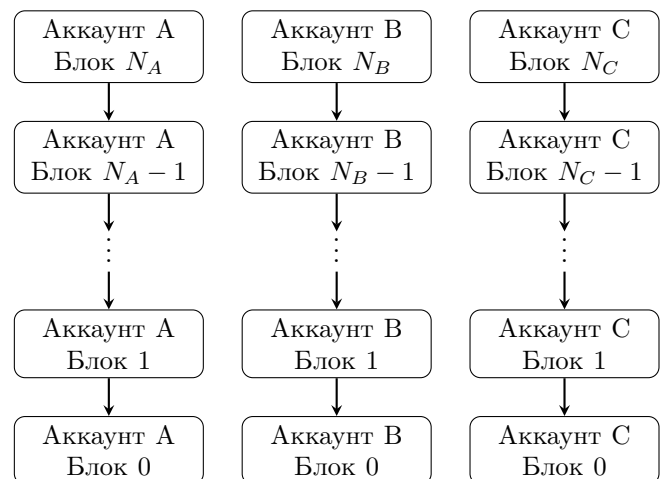 Аккаунт A
Блок N_A
Аккаунт B
Блок N_B
Аккаунт C
Блок N_C
Аккаунт A
Блок N_A − 1
Аккаунт B
Блок N_B − 1
Аккаунт C
Блок N_C − 1
Аккаунт A
Блок 1
Аккаунт B
Блок 1
Аккаунт C
Блок 1
Аккаунт A
Блок 0
Аккаунт B
Блок 0
Аккаунт C
Блок 0